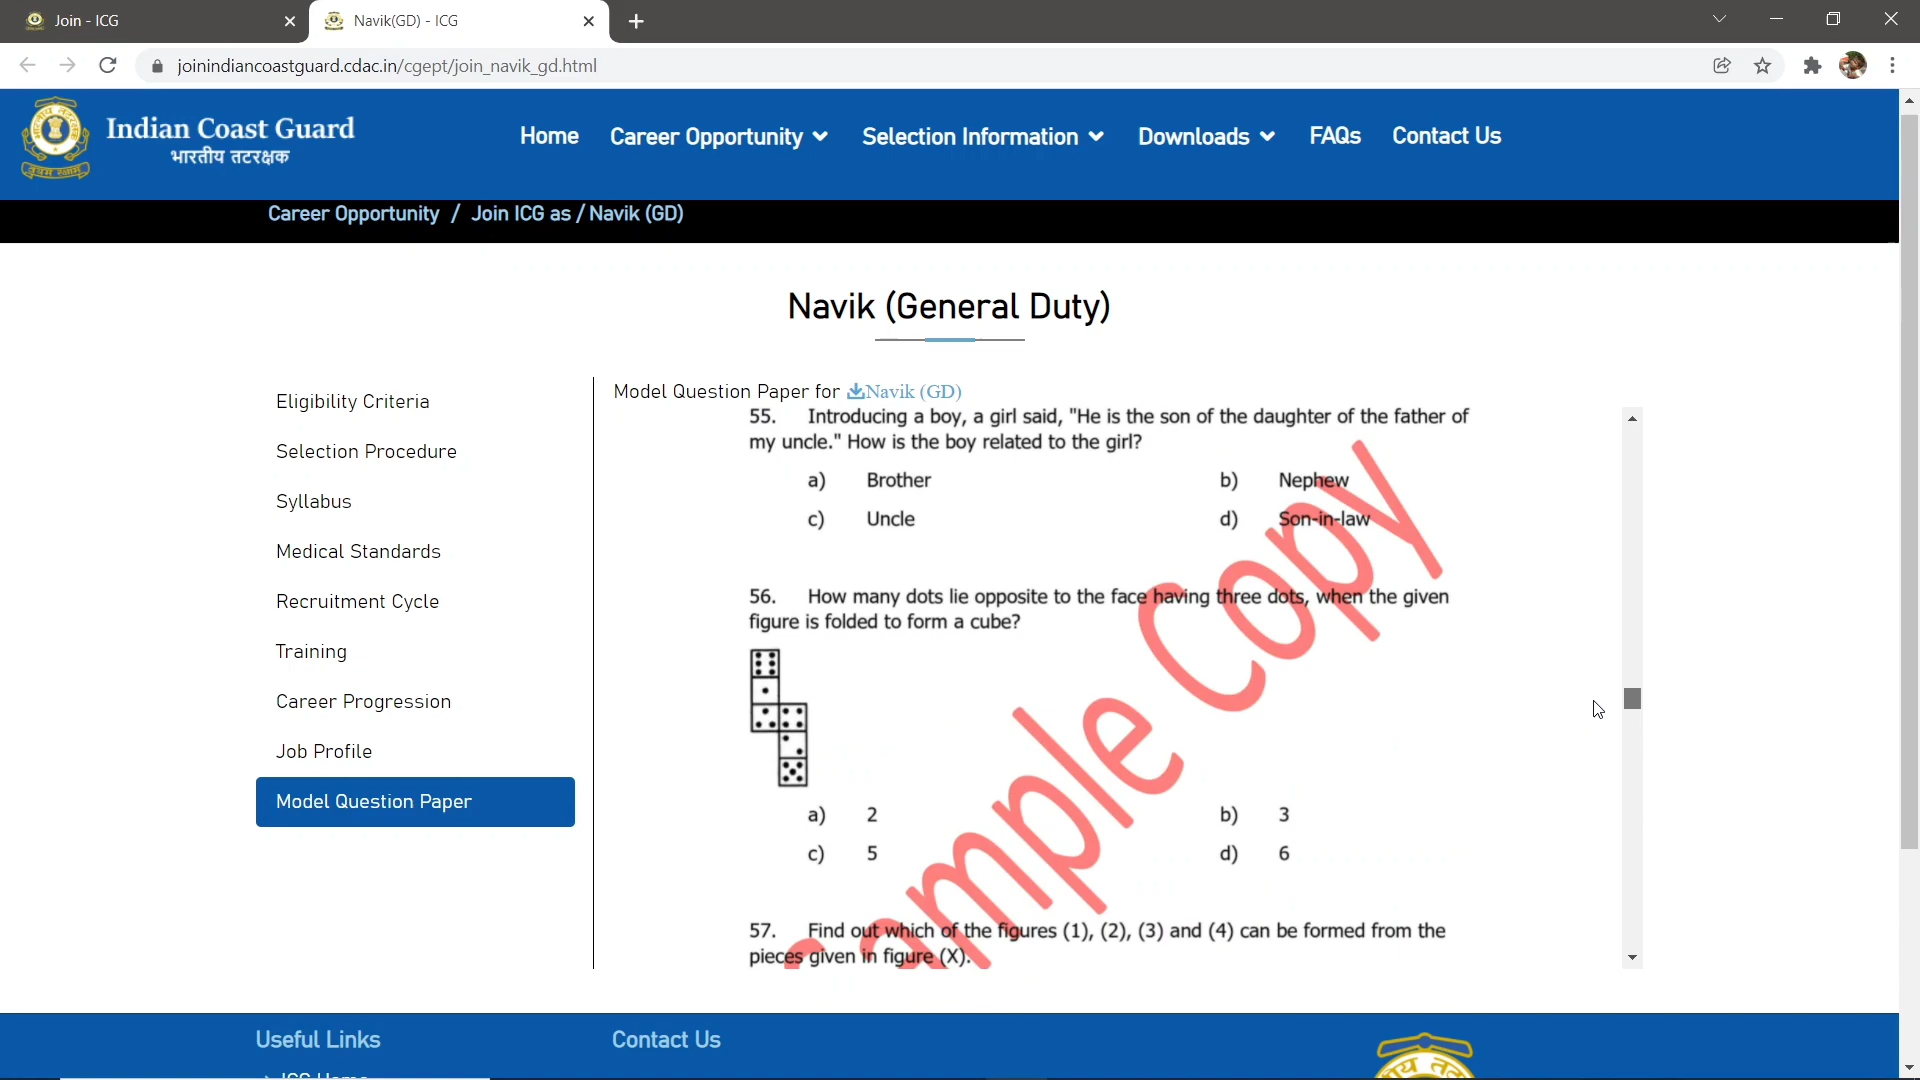 Join - ICG
Navik(GD) - ICG
joinindiancoastguard.cdac.in/cgept/join_navik_gd.html
Indian Coast Guard
भारतीय तटरक्षक
Home
Career Opportunity
Selection Information
Downloads
FAQs
Contact Us
Career Opportunity / Join ICG as / Navik (GD)
Navik (General Duty)
Eligibility Criteria
Selection Procedure
Syllabus
Medical Standards
Recruitment Cycle
Training
Career Progression
Job Profile
Model Question Paper
Model Question Paper for Navik (GD)
55. Introducing a boy, a girl said, "He is the son of the daughter of the father of
my uncle." How is the boy related to the girl?
a) Brother b) Nephew
c) Uncle d) Son-in-law
56. How many dots lie opposite to the face having three dots, when the given
figure is folded to form a cube?
a) 2 b) 3
c) 5 d) 6
57. Find out which of the figures (1), (2), (3) and (4) can be formed from the
pieces given in figure (X).
Sample Copy
Useful Links
Contact Us